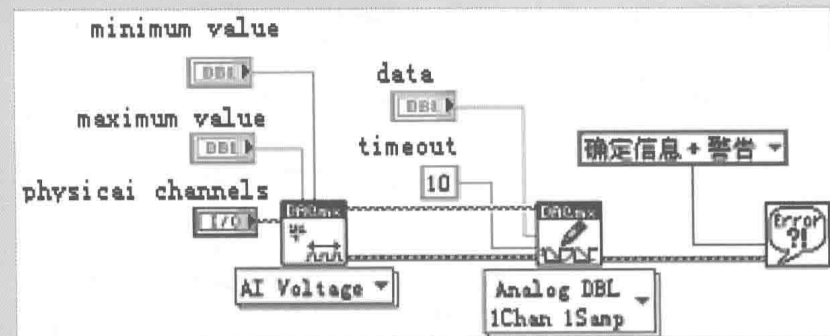 minimum value
DBL
data
DBL
maximum value
DBL
timeout
10
确定信息+警告
physicai channels
I/O
DAQmx
DAQmx
Error
?!
AI Voltage
Analog DBL
1Chan 1Samp